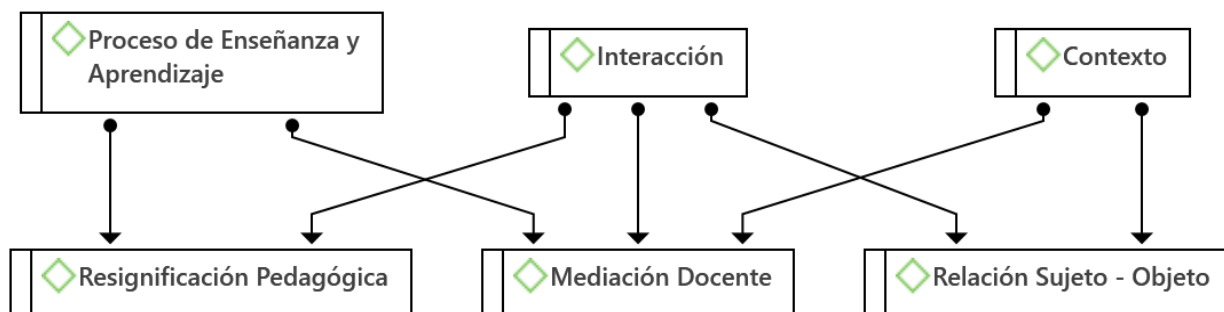 Proceso de Enseñanza y
Aprendizaje
Interacción
Contexto
Resignificación Pedagógica
Mediación Docente
Relación Sujeto - Objeto